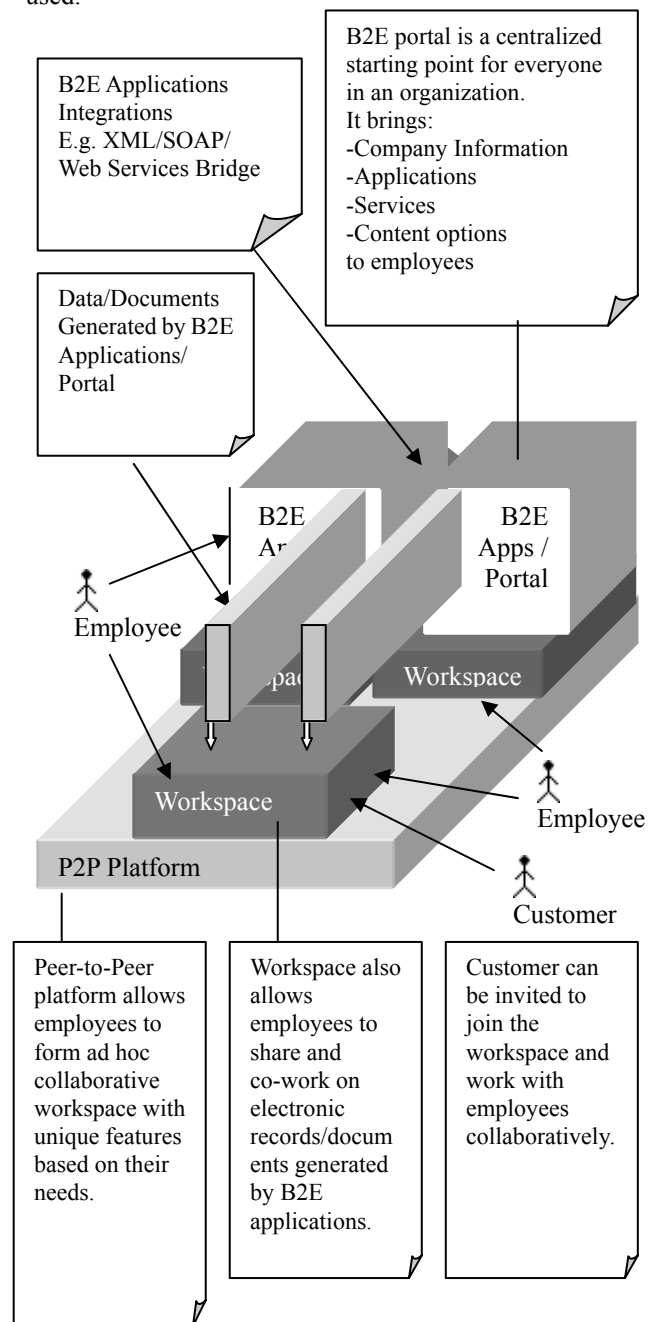 used.
B2E Applications
Integrations
E.g. XML/SOAP/
Web Services Bridge
B2E portal is a centralized
starting point for everyone
in an organization.
It brings:
-Company Information
-Applications
-Services
-Content options
to employees
Data/Documents
Generated by B2E
Applications/
Portal
B2E
B2E
Apps /
Portal
Employee
Workspace
Workspace
Employee
P2P Platform
Customer
Peer-to-Peer
platform allows
employees to
form ad hoc
collaborative
workspace with
unique features
based on their
needs.
Workspace also
allows
employees to
share and
co-work on
electronic
records/docum
ents generated
by B2E
applications.
Customer can
be invited to
join the
workspace and
work with
employees
collaboratively.